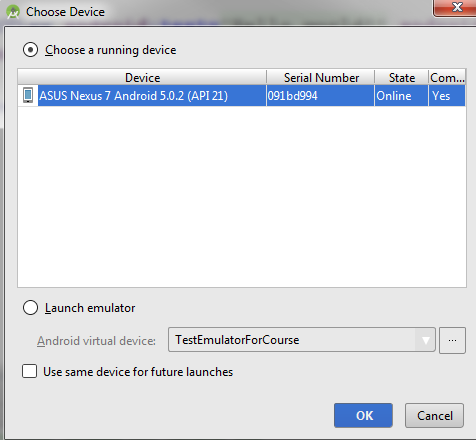 Choose Device
Choose a running device
Device Serial Number State Com...
ASUS Nexus 7 Android 5.0.2 (API 21) 091bd994 Online Yes
Launch emulator
Android virtual device: TestEmulatorForCourse ...
Use same device for future launches
OK Cancel